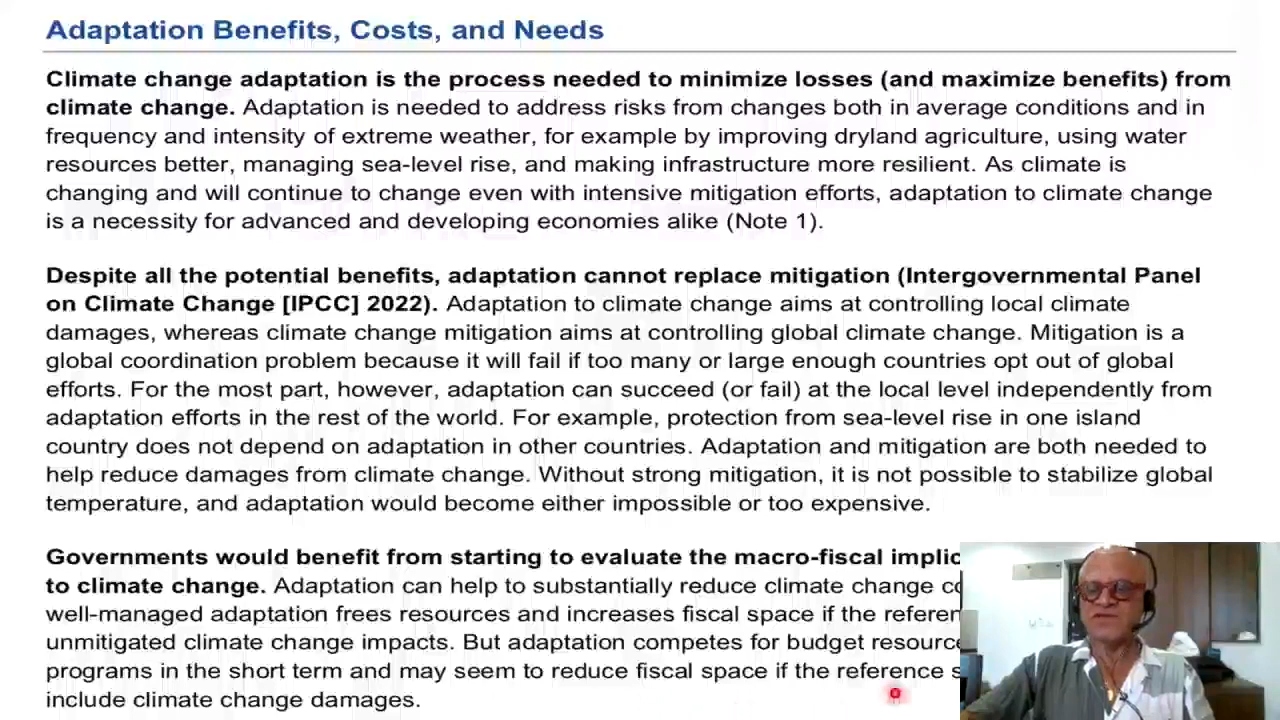 Adaptation Benefits, Costs, and Needs
Climate change adaptation is the process needed to minimize losses (and maximize benefits) from
climate change. Adaptation is needed to address risks from changes both in average conditions and in
frequency and intensity of extreme weather, for example by improving dryland agriculture, using water
resources better, managing sea-level rise, and making infrastructure more resilient. As climate is
changing and will continue to change even with intensive mitigation efforts, adaptation to climate change
is a necessity for advanced and developing economies alike (Note 1).
Despite all the potential benefits, adaptation cannot replace mitigation (Intergovernmental Panel
on Climate Change [IPCC] 2022). Adaptation to climate change aims at controlling local climate
damages, whereas climate change mitigation aims at controlling global climate change. Mitigation is a
global coordination problem because it will fail if too many or large enough countries opt out of global
efforts. For the most part, however, adaptation can succeed (or fail) at the local level independently from
adaptation efforts in the rest of the world. For example, protection from sea-level rise in one island
country does not depend on adaptation in other countries. Adaptation and mitigation are both needed to
help reduce damages from climate change. Without strong mitigation, it is not possible to stabilize global
temperature, and adaptation would become either impossible or too expensive.
Governments would benefit from starting to evaluate the macro-fiscal
to climate change. Adaptation can help to substantially reduce climate change
well-managed adaptation frees resources and increases fiscal space if the
unmitigated climate change impacts. But adaptation competes for budget
programs in the short term and may seem to reduce fiscal space if the reference
include climate change damages.